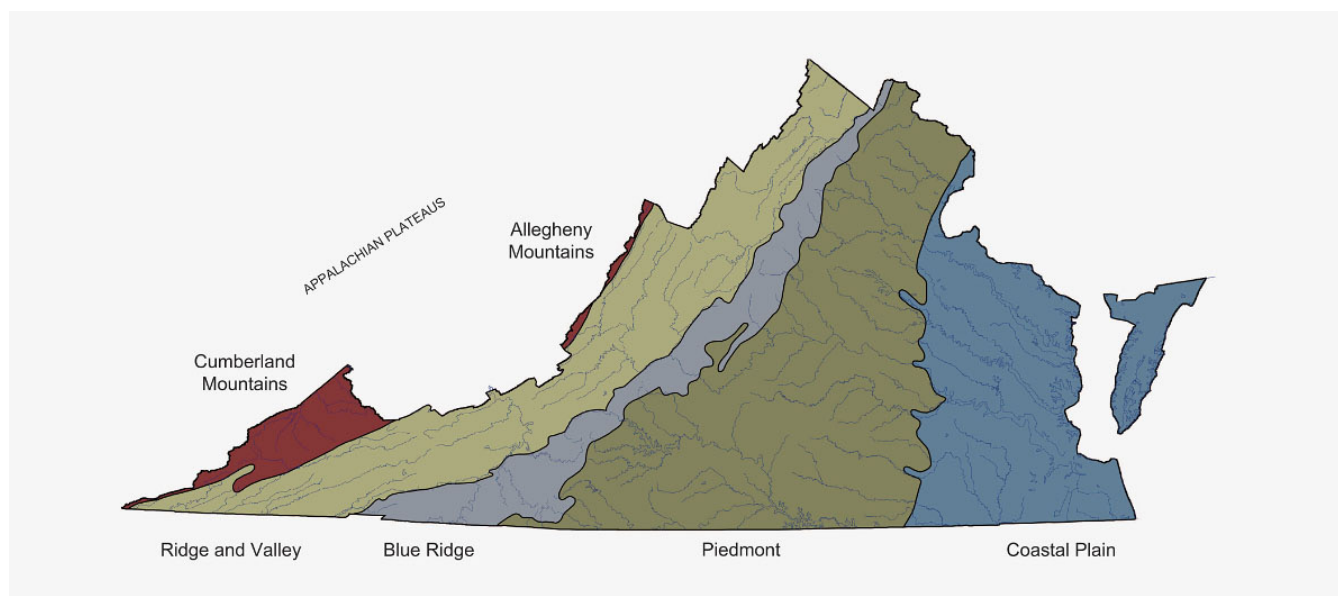 APPALACHIAN PLATEAUS
Allegheny
Mountains
Cumberland
Mountains
Ridge and Valley
Blue Ridge
Piedmont
Coastal Plain